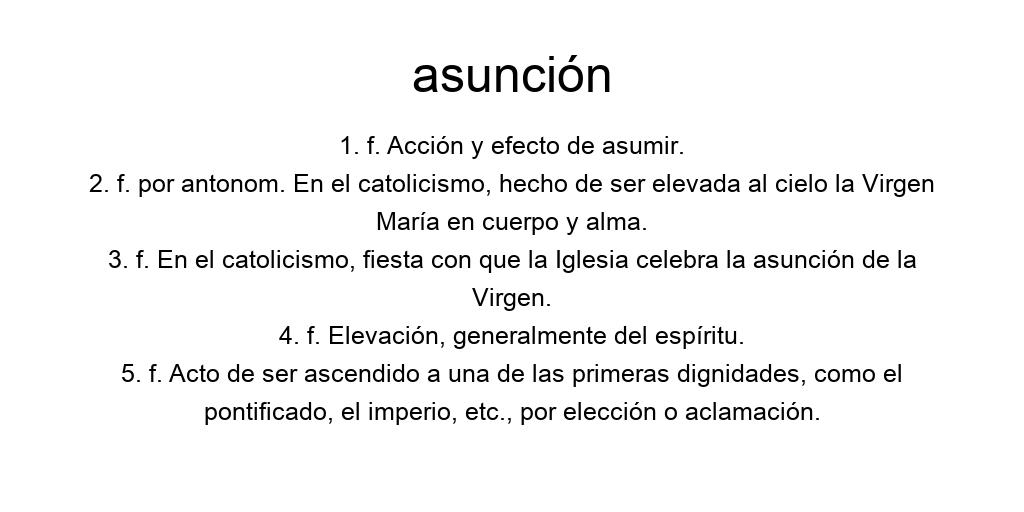 asunción
1. f. Acción y efecto de asumir.
2. f. por antonom. En el catolicismo, hecho de ser elevada al cielo la Virgen
María en cuerpo y alma.
3. f. En el catolicismo, fiesta con que la Iglesia celebra la asunción de la
Virgen.
4. f. Elevación, generalmente del espíritu.
5. f. Acto de ser ascendido a una de las primeras dignidades, como el
pontificado, el imperio, etc., por elección o aclamación.